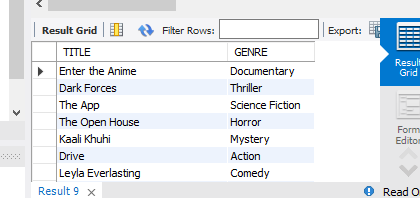 Result Grid Filter Rows: Export:
TITLE GENRE
Enter the Anime Documentary
Dark Forces Thriller
The App Science Fiction
The Open House Horror
Kaali Khuhi Mystery
Drive Action
Leyla Everlasting Comedy
Result
Grid
Form
Editor
Result 9 × Read O